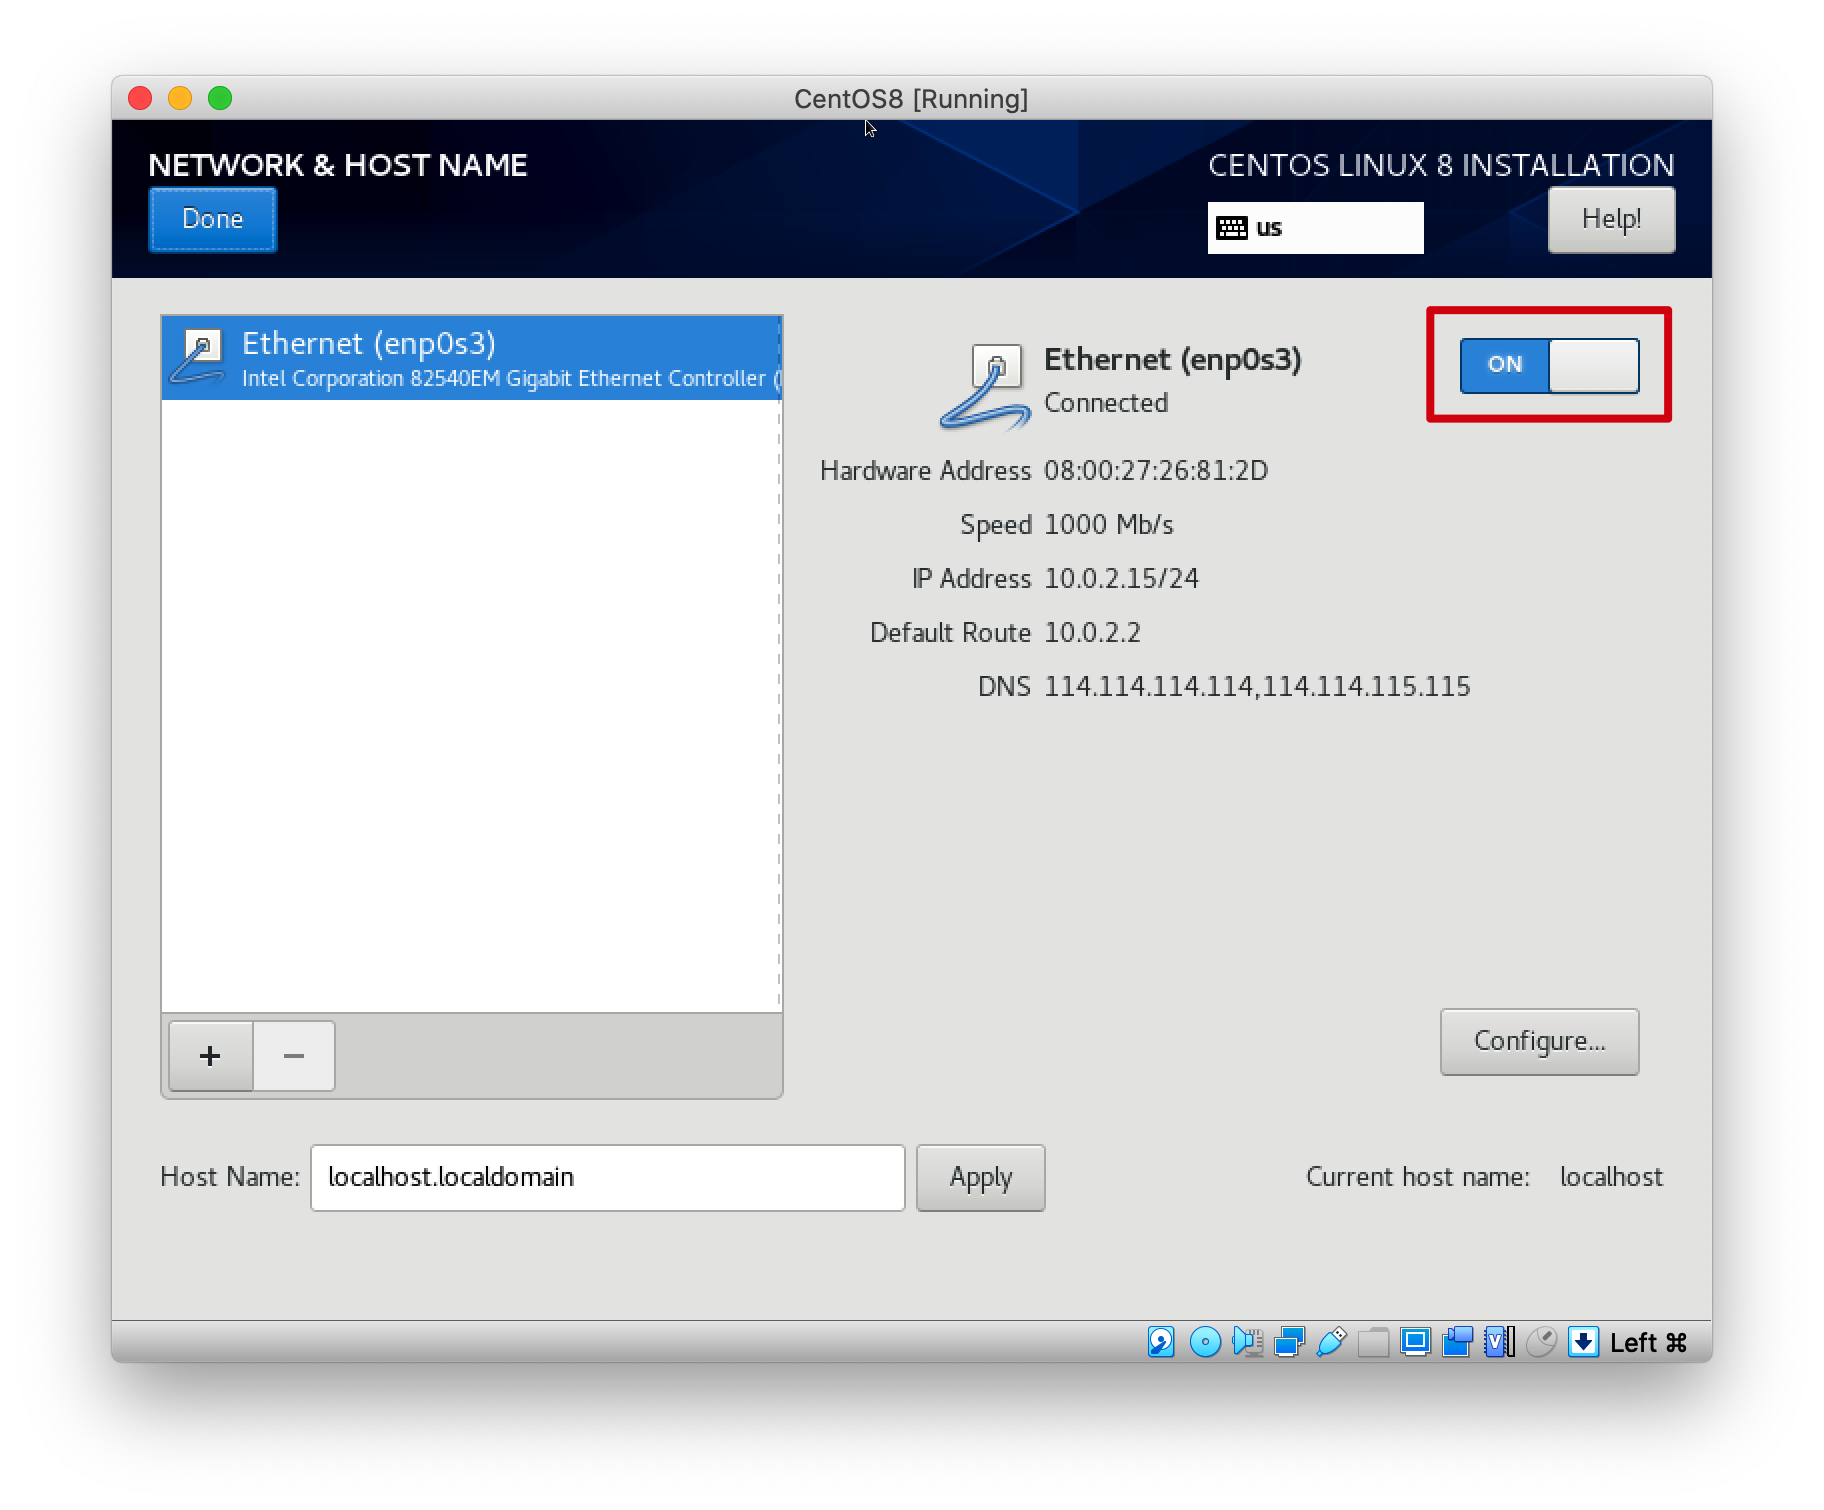 CentOS8 [Running]
NETWORK & HOST NAME
CENTOS LINUX 8 INSTALLATION
Done
us
Help!
Ethernet (enp0s3)
Intel Corporation 82540EM Gigabit Ethernet Controller (
Ethernet (enp0s3)
Connected
ON
Hardware Address 08:00:27:26:81:2D
Speed 1000 Mb/s
IP Address 10.0.2.15/24
Default Route 10.0.2.2
DNS 114.114.114.114,114.114.115.115
+ −
Configure...
Host Name: localhost.localdomain Apply Current host name: localhost
Left ⌘